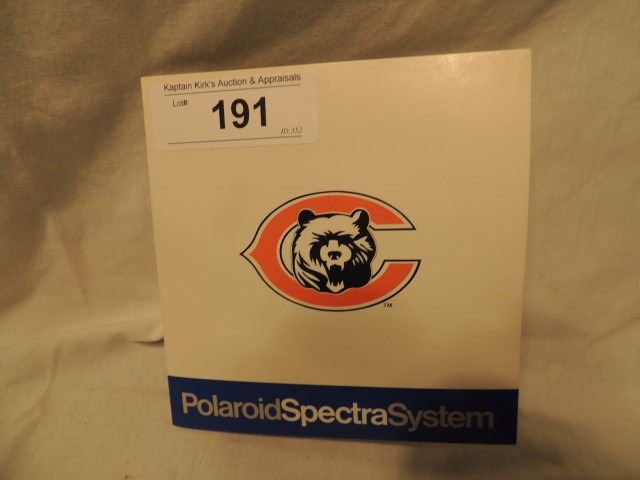 Kaptain Kirk's Auction & Appraisals
Lot#: 191
ID:352
C
TM
PolaroidSpectraSystem